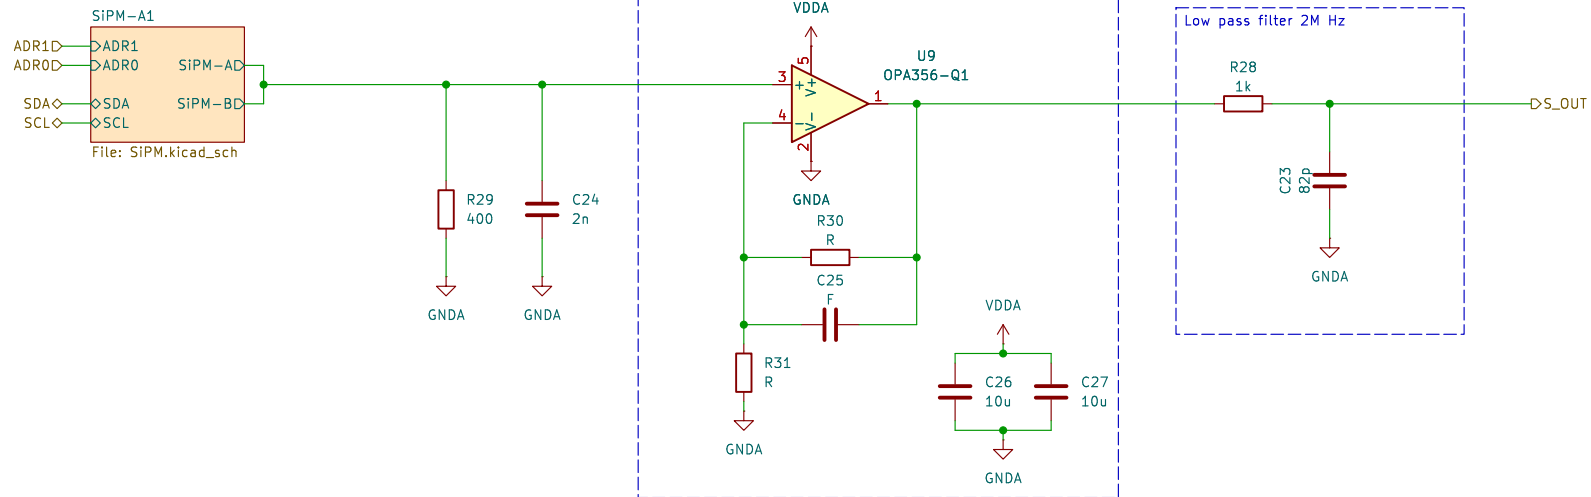 SiPM-A1
ADR1
ADR1
ADR0
ADR0
SiPM-A
SDA
SDA
SiPM-B
SCL
SCL
File: SiPM.kicad_sch
R29
400
GNDA
C24
2n
GNDA
VDDA
5
V+
3
+
4
-
V-
2
1
U9
OPA356-Q1
GNDA
R30
R
C25
F
R31
R
GNDA
VDDA
C26
10u
C27
10u
GNDA
Low pass filter 2M Hz
R28
1k
C23
82p
GNDA
S_OUT